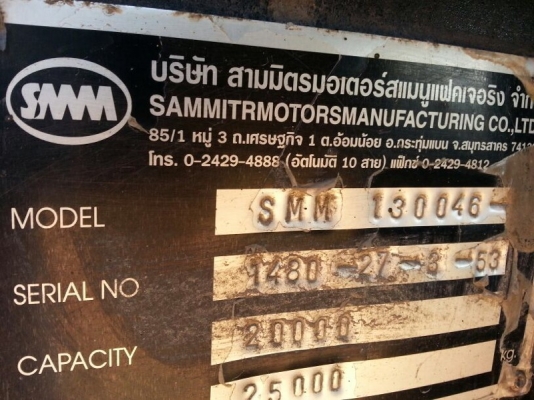 SMM
บริษัท สามมิตรมอเตอร์สแมนูแฟคเจอริง จำกัด
SAMMITRMOTORSMANUFACTURING CO.,LTD
85/1 หมู่ 3 ถ.เศรษฐกิจ 1 ต.อ้อมน้อย อ.กระทุ่มแบน จ.สมุทรสาคร
โทร. 0-2429-4888 (อัตโนมัติ 10 สาย) แฟ็กซ์ 0-2429-4812
MODEL SMM 130046-
SERIAL NO 1480-27-8-53
CAPACITY 20000 kg.
25000